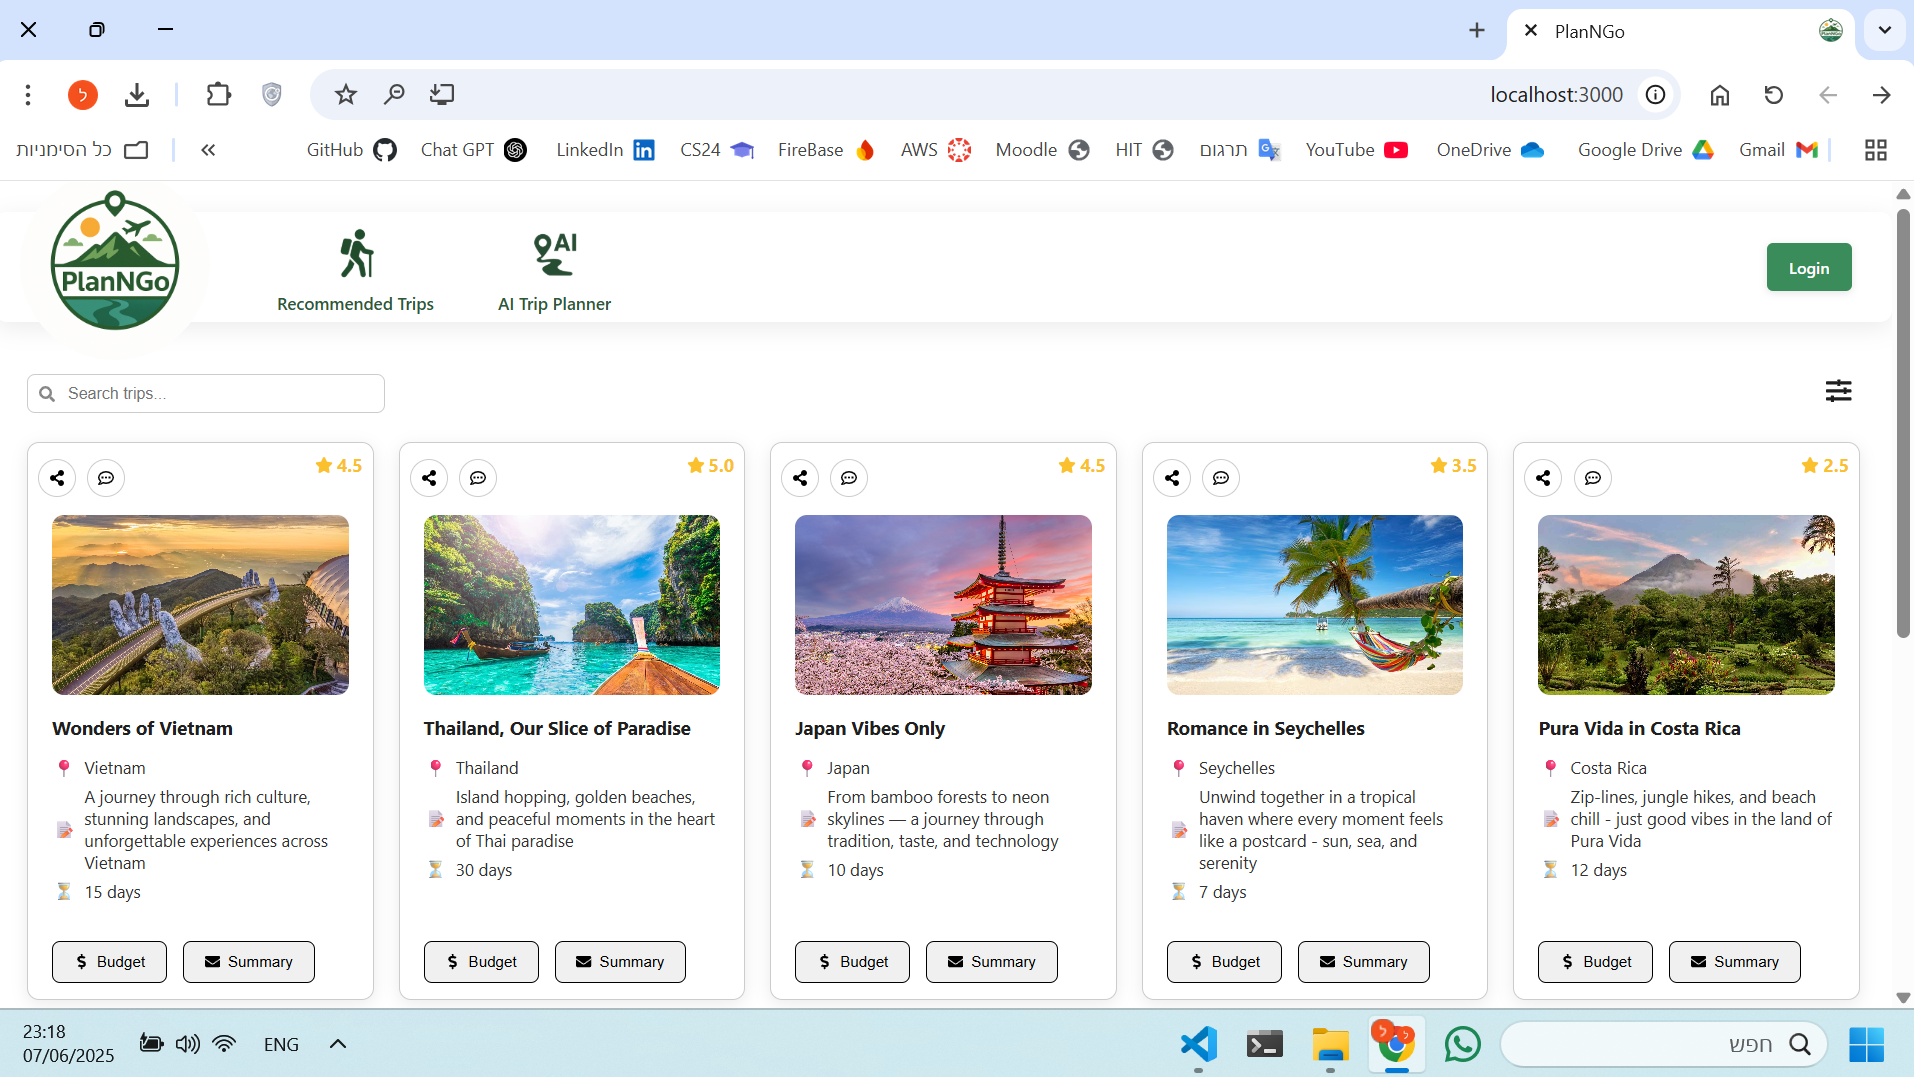 PlanNGo
localhost:3000
כל הסימניות
GitHub
Chat GPT
LinkedIn
CS24
FireBase
AWS
Moodle
HIT
תרגום
YouTube
OneDrive
Google Drive
Gmail
PlanNGo
Recommended Trips
AI
AI Trip Planner
Login
Search trips...
4.5
Wonders of Vietnam
Vietnam
A journey through rich culture,
stunning landscapes, and
unforgettable experiences across
Vietnam
15 days
Budget
Summary
5.0
Thailand, Our Slice of Paradise
Thailand
Island hopping, golden beaches,
and peaceful moments in the heart
of Thai paradise
30 days
Budget
Summary
4.5
Japan Vibes Only
Japan
From bamboo forests to neon
skylines — a journey through
tradition, taste, and technology
10 days
Budget
Summary
3.5
Romance in Seychelles
Seychelles
Unwind together in a tropical
haven where every moment feels
like a postcard - sun, sea, and
serenity
7 days
Budget
Summary
2.5
Pura Vida in Costa Rica
Costa Rica
Zip-lines, jungle hikes, and beach
chill - just good vibes in the land of
Pura Vida
12 days
Budget
Summary
23:18
07/06/2025
ENG
חפש